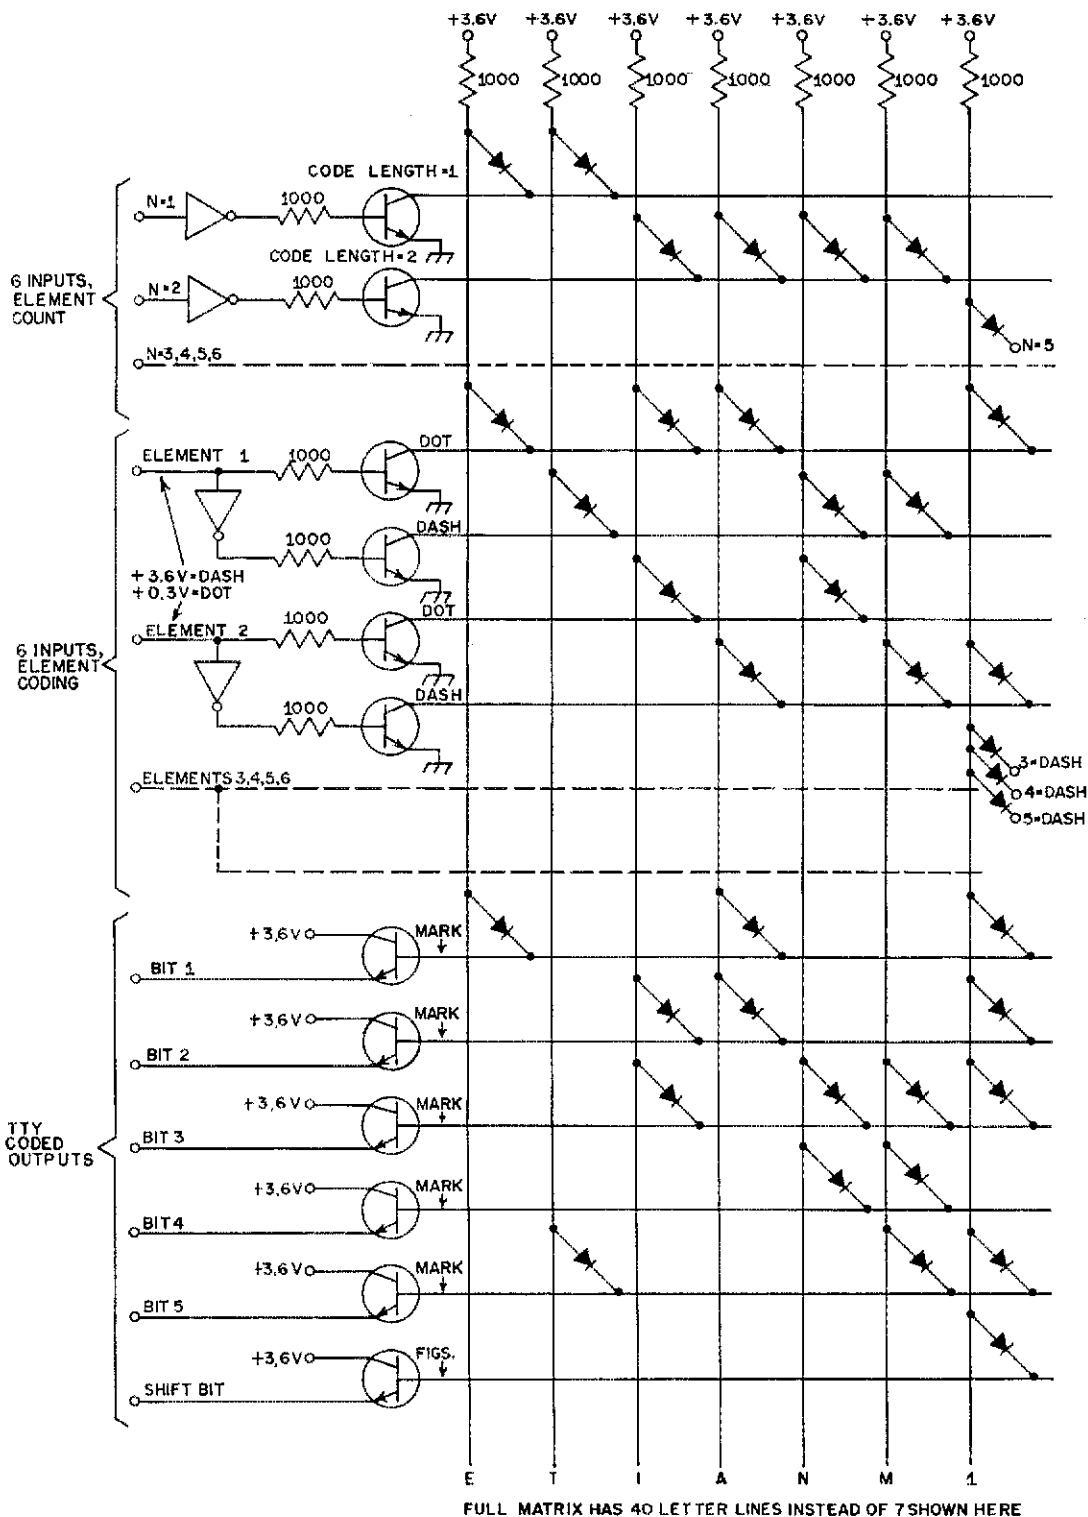 +3.6V +3.6V +3.6V +3.6V +3.6V +3.6V +3.6V
1000 1000 1000 1000 1000 1000 1000
CODE LENGTH=1
N=1
1000
CODE LENGTH=2
N=2
1000
6 INPUTS,
ELEMENT
COUNT
N=5
N=3,4,5,6
DOT
ELEMENT 1
1000
DASH
1000
+3.6V=DASH
+0.3V=DOT
DOT
ELEMENT 2
1000
6 INPUTS,
ELEMENT
CODING
DASH
1000
3=DASH
ELEMENTS 3,4,5,6
4=DASH
5=DASH
+3,6V
MARK
BIT 1
+3.6V
MARK
BIT 2
+3.6V
MARK
BIT 3
TTY
CODED
OUTPUTS
+3.6V
MARK
BIT 4
+3.6V
MARK
BIT 5
+3,6V
FIGS.
SHIFT BIT
E T I A N M 1
FULL MATRIX HAS 40 LETTER LINES INSTEAD OF 7 SHOWN HERE